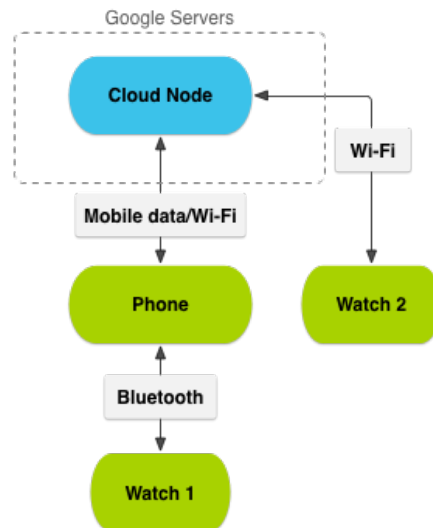 Google Servers
Cloud Node
Wi-Fi
Mobile data/Wi-Fi
Phone
Watch 2
Bluetooth
Watch 1